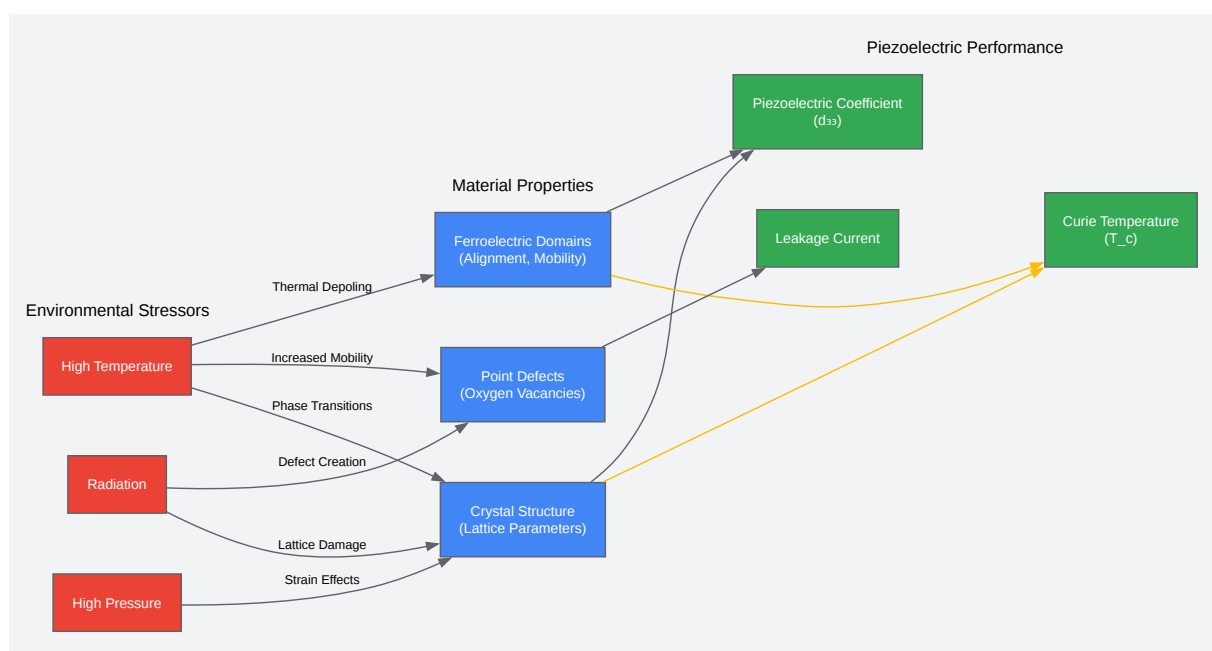 Piezoelectric Performance
Piezoelectric Coefficient
(d₃₃)
Material Properties
Ferroelectric Domains
(Alignment, Mobility)
Leakage Current
Curie Temperature
(T_c)
Thermal Depoling
Environmental Stressors
High Temperature
Increased Mobility
Point Defects
(Oxygen Vacancies)
Phase Transitions
Defect Creation
Radiation
Crystal Structure
(Lattice Parameters)
Lattice Damage
Strain Effects
High Pressure